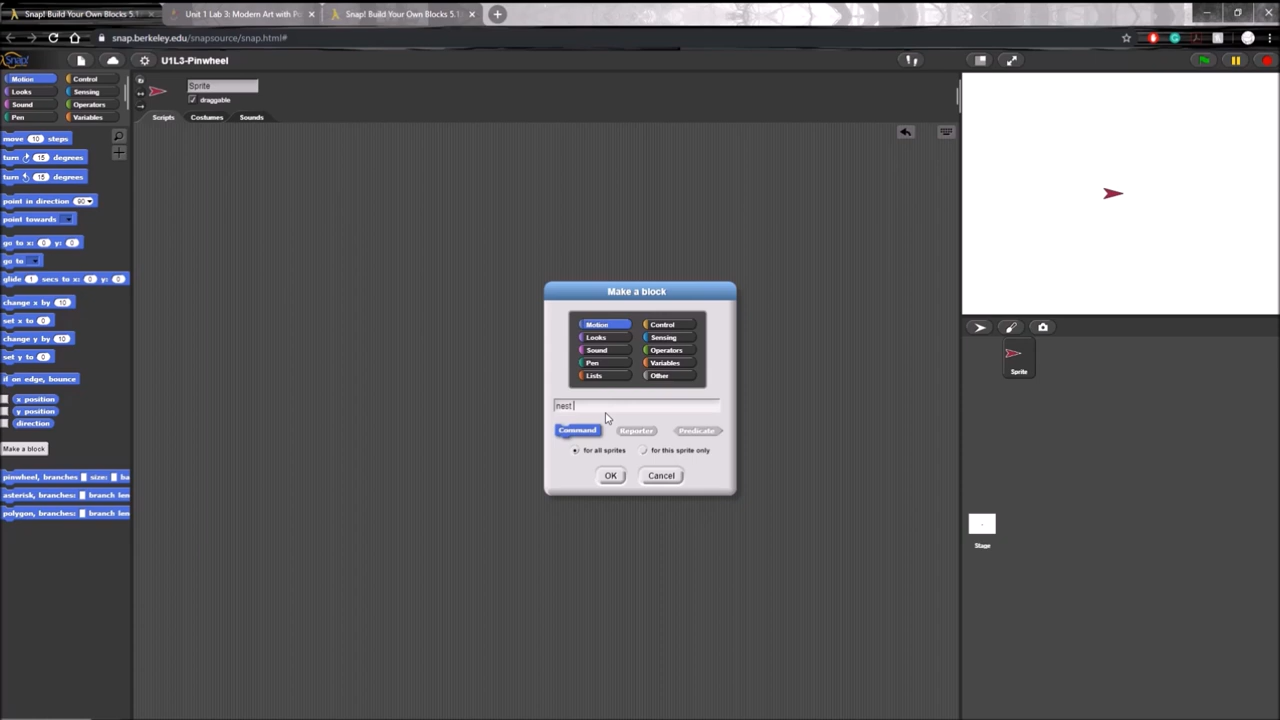 Snap! Build Your Own Blocks 5.1
Unit 1 Lab 3: Modern Art with Po
Snap! Build Your Own Blocks 5.1
snap.berkeley.edu/snapsource/snap.html#
Snap!
U1L3-Pinwheel
Motion
Control
Looks
Sensing
Sound
Operators
Pen
Variables
Sprite
draggable
Scripts
Costumes
Sounds
move 10 steps
turn 15 degrees
turn 15 degrees
point in direction 90
point towards
go to x: 0 y: 0
go to
glide 1 secs to x: 0 y: 0
change x by 10
set x to 0
change y by 10
set y to 0
if on edge, bounce
x position
y position
direction
Make a block
pinwheel, branches size: ba
asterisk, branches: branch len
polygon, branches: branch len
Make a block
Motion
Control
Looks
Sensing
Sound
Operators
Pen
Variables
Lists
Other
nest
Command
Reporter
Predicate
for all sprites
for this sprite only
OK
Cancel
Sprite
Stage